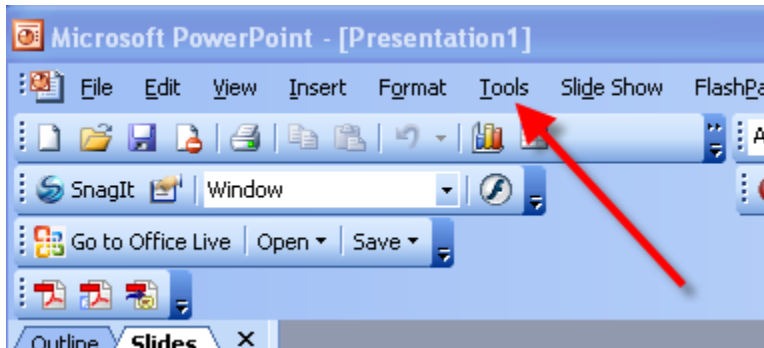 Microsoft PowerPoint - [Presentation1]
File Edit View Insert Format Tools Slide Show
SnagIt Window
Go to Office Live Open Save
Outline Slides